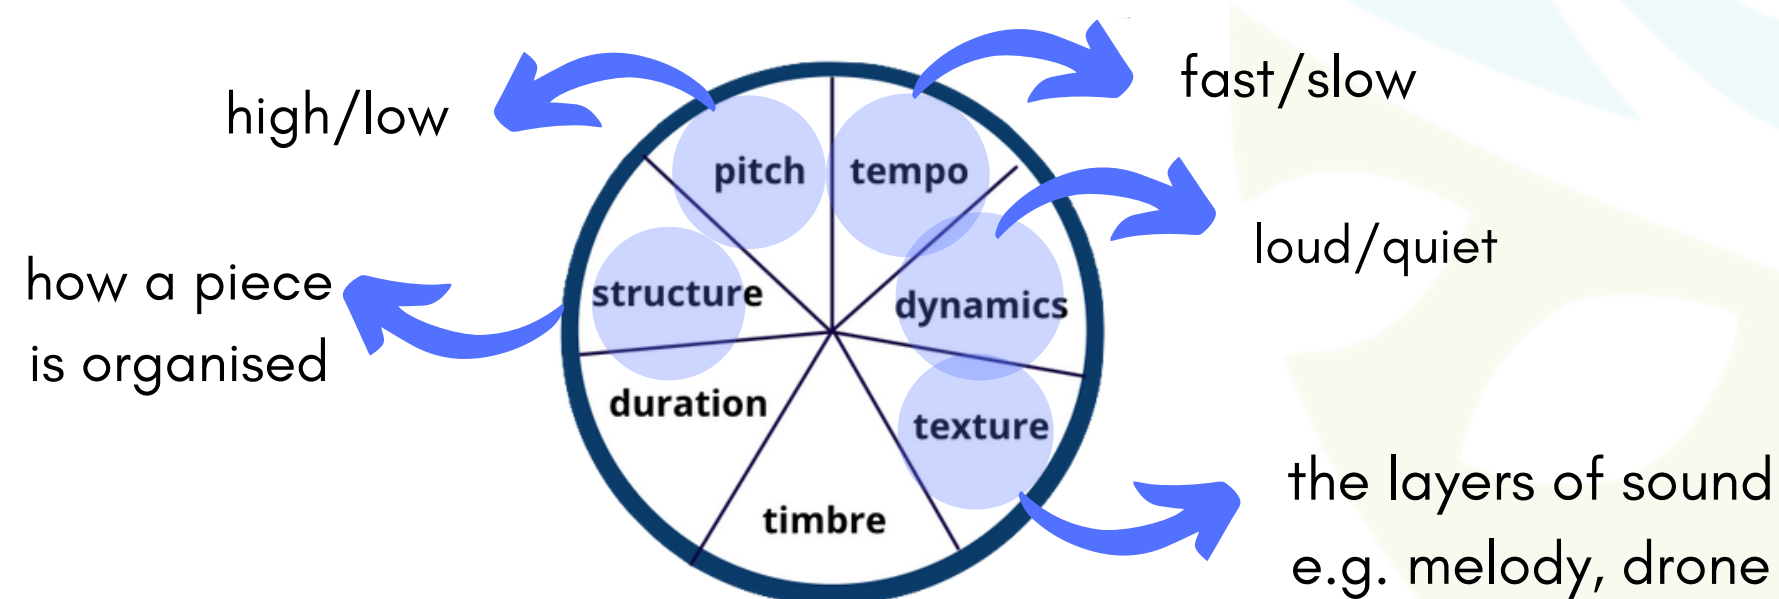 fast/slow
high/low
pitch
tempo
loud/quiet
how a piece
is organised
structure
dynamics
duration
texture
the layers of sound
e.g. melody, drone
timbre